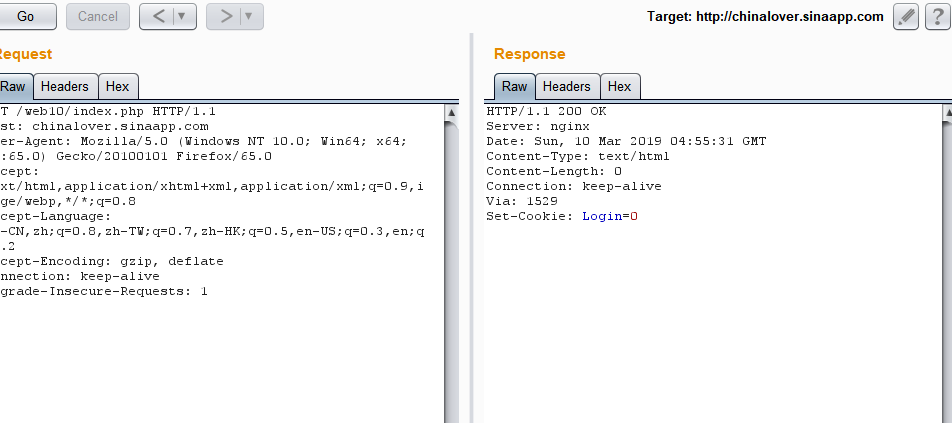 Go
Cancel
<
>
Target: http://chinalover.sinaapp.com
?
equest
Raw
Headers
Hex
T /web10/index.php HTTP/1.1
st: chinalover.sinaapp.com
er-Agent: Mozilla/5.0 (Windows NT 10.0; Win64; x64;
:65.0) Gecko/20100101 Firefox/65.0
cept:
xt/html,application/xhtml+xml,application/xml;q=0.9,i
ge/webp,*/*;q=0.8
cept-Language:
-CN,zh;q=0.8,zh-TW;q=0.7,zh-HK;q=0.5,en-US;q=0.3,en;q
.2
cept-Encoding: gzip, deflate
nnection: keep-alive
grade-Insecure-Requests: 1
Response
Raw
Headers
Hex
HTTP/1.1 200 OK
Server: nginx
Date: Sun, 10 Mar 2019 04:55:31 GMT
Content-Type: text/html
Content-Length: 0
Connection: keep-alive
Via: 1529
Set-Cookie: Login=0